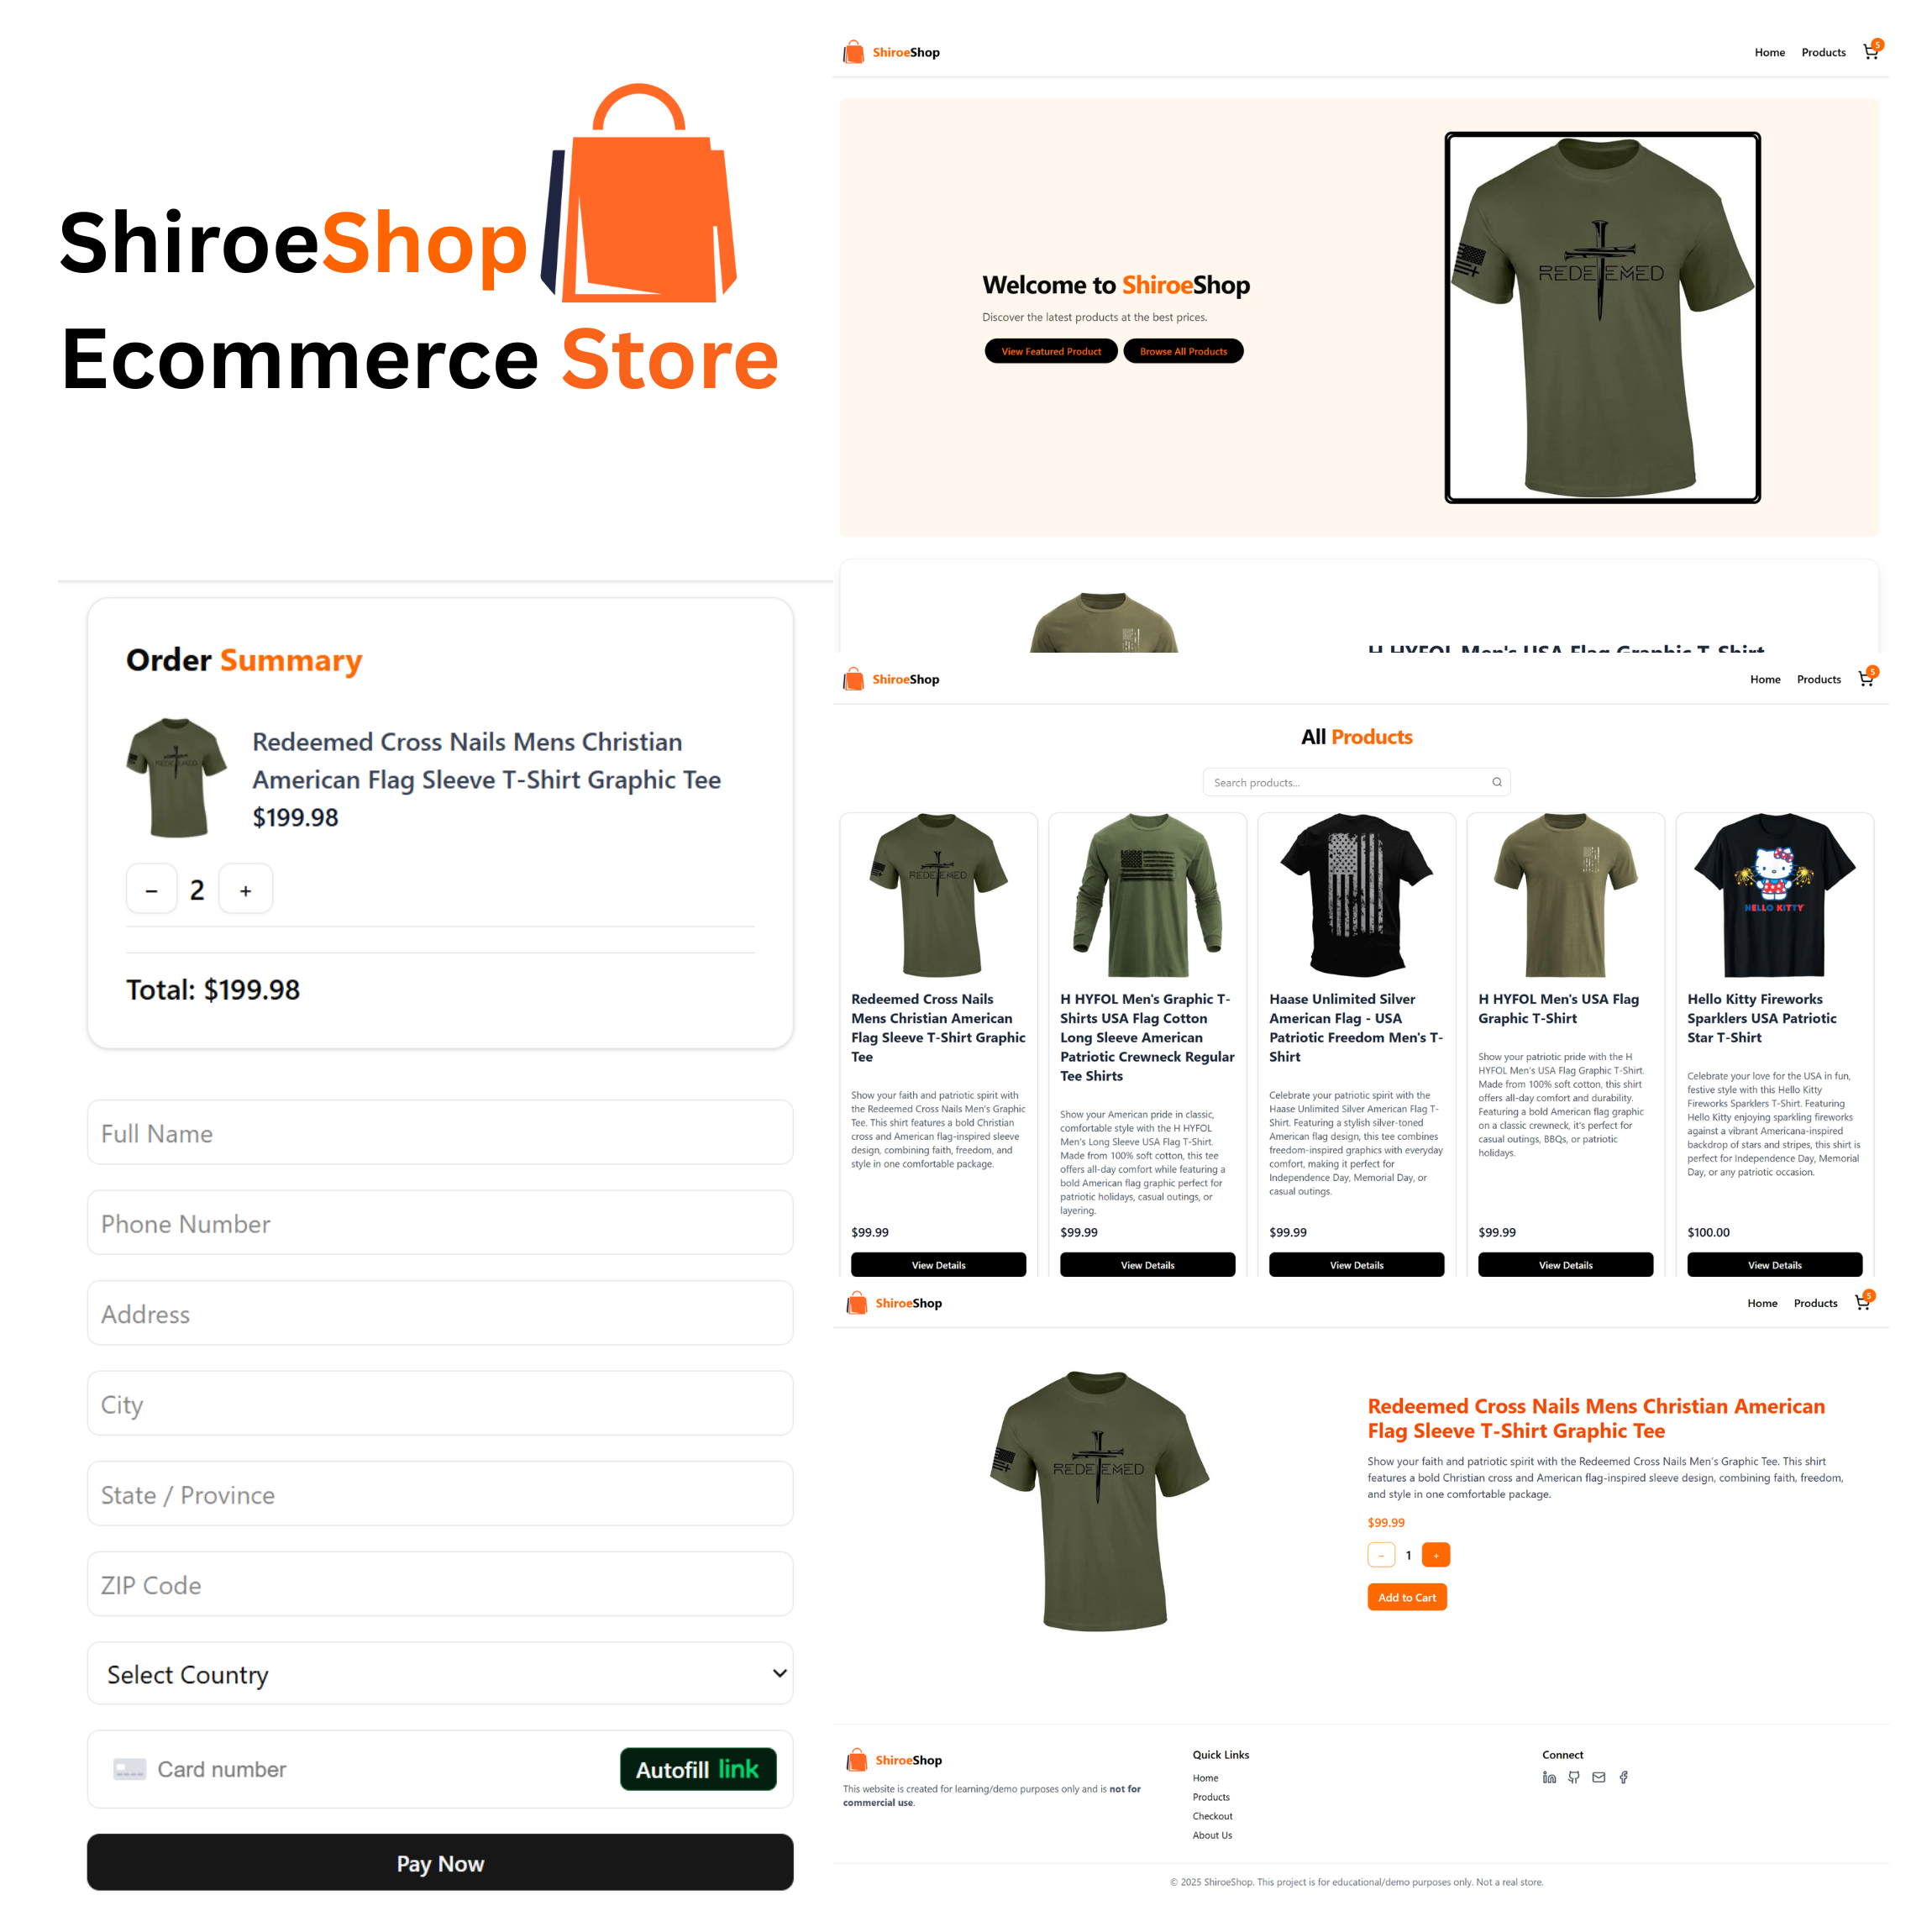 ShiroeShop
Ecommerce Store
Order Summary
REDEEMED
Redeemed Cross Nails Mens Christian
American Flag Sleeve T-Shirt Graphic Tee
$199.98
− 2 +
Total: $199.98
Full Name
Phone Number
Address
City
State / Province
ZIP Code
Select Country
Card number
Autofill link
Pay Now
ShiroeShop
Home Products 5
Welcome to ShiroeShop
Discover the latest products at the best prices.
View Featured Product Browse All Products
REDEEMED
H HYFOL Men's USA Flag Graphic T-Shirt
ShiroeShop
Home Products 5
All Products
Search products...
REDEEMED
Redeemed Cross Nails
Mens Christian American
Flag Sleeve T-Shirt Graphic
Tee
Show your faith and patriotic spirit with
the Redeemed Cross Nails Men's Graphic
Tee. This shirt features a bold Christian
cross and American flag-inspired sleeve
design, combining faith, freedom, and
style in one comfortable package.
$99.99
View Details
H HYFOL Men's Graphic T-
Shirts USA Flag Cotton
Long Sleeve American
Patriotic Crewneck Regular
Tee Shirts
Show your American pride in classic,
comfortable style with the H HYFOL
Men's Long Sleeve USA Flag T-Shirt.
Made from 100% soft cotton, this tee
offers all-day comfort while featuring a
bold American flag graphic perfect for
patriotic holidays, casual outings, or
layering.
$99.99
View Details
Haase Unlimited Silver
American Flag - USA
Patriotic Freedom Men's T-
Shirt
Celebrate your patriotic spirit with the
Haase Unlimited Silver American Flag T-
Shirt. Featuring a stylish silver-toned
American flag design, this tee combines
freedom-inspired graphics with everyday
comfort, making it perfect for
Independence Day, Memorial Day, or
casual outings.
$99.99
View Details
H HYFOL Men's USA Flag
Graphic T-Shirt
Show your patriotic pride with the H
HYFOL Men's USA Flag Graphic T-Shirt.
Made from 100% soft cotton, this shirt
offers all-day comfort and durability.
Featuring a bold American flag graphic
on a classic crewneck, it's perfect for
casual outings, BBQs, or patriotic
holidays.
$99.99
View Details
HELLO KITTY
Hello Kitty Fireworks
Sparklers USA Patriotic
Star T-Shirt
Celebrate your love for the USA in fun,
festive style with this Hello Kitty
Fireworks Sparklers T-Shirt. Featuring
Hello Kitty enjoying sparkling fireworks
against a vibrant Americana-inspired
backdrop of stars and stripes, this shirt is
perfect for Independence Day, Memorial
Day, or any patriotic occasion.
$100.00
View Details
ShiroeShop
Home Products 5
REDEEMED
Redeemed Cross Nails Mens Christian American
Flag Sleeve T-Shirt Graphic Tee
Show your faith and patriotic spirit with the Redeemed Cross Nails Men's Graphic Tee. This shirt
features a bold Christian cross and American flag-inspired sleeve design, combining faith, freedom,
and style in one comfortable package.
$99.99
− 1 +
Add to Cart
ShiroeShop
This website is created for learning/demo purposes only and is not for
commercial use.
Quick Links
Home
Products
Checkout
About Us
Connect
© 2025 ShiroeShop. This project is for educational/demo purposes only. Not a real store.